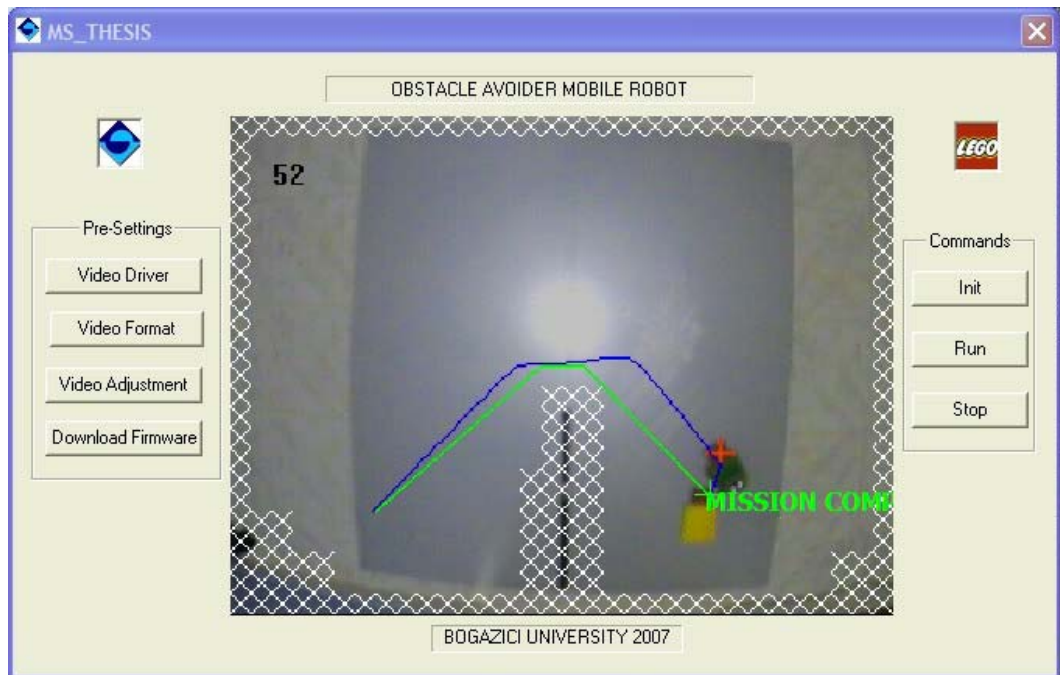 MS_THESIS
OBSTACLE AVOIDER MOBILE ROBOT
LEGO
52
Pre-Settings
Video Driver
Video Format
Video Adjustment
Download Firmware
Commands
Init
Run
Stop
MISSION COM
BOGAZICI UNIVERSITY 2007